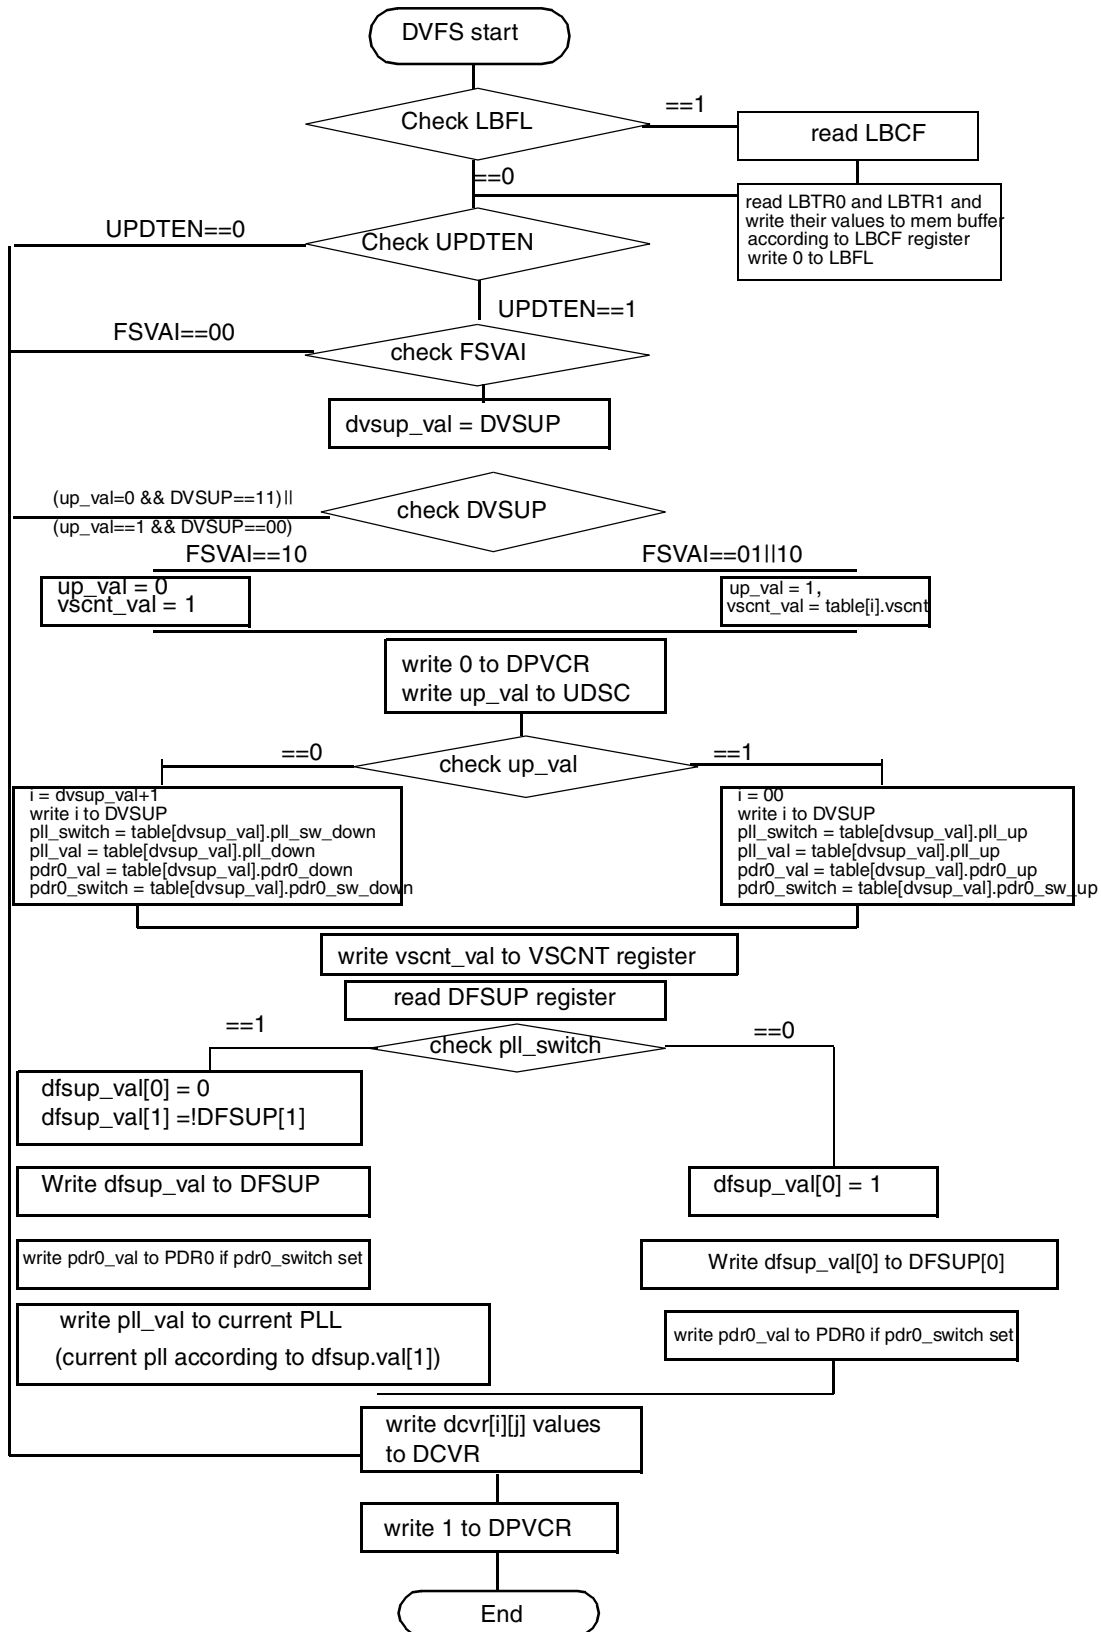 DVFS start
Check LBFL
==1
read LBCF
==0
read LBTR0 and LBTR1 and
write their values to mem buffer
according to LBCF register
write 0 to LBFL
UPDTEN==0
Check UPDTEN
UPDTEN==1
FSVAI==00
check FSVAI
dvsup_val = DVSUP
(up_val=0 && DVSUP==11)||
(up_val==1 && DVSUP==00)
check DVSUP
FSVAI==10
FSVAI==01||10
up_val = 0
vscnt_val = 1
up_val = 1,
vscnt_val = table[i].vscnt
write 0 to DPVCR
write up_val to UDSC
==0
check up_val
==1
i = dvsup_val+1
write i to DVSUP
pll_switch = table[dvsup_val].pll_sw_down
pll_val = table[dvsup_val].pll_down
pdr0_val = table[dvsup_val].pdr0_down
pdr0_switch = table[dvsup_val].pdr0_sw_down
i = 00
write i to DVSUP
pll_switch = table[dvsup_val].pll_up
pll_val = table[dvsup_val].pll_up
pdr0_val = table[dvsup_val].pdr0_up
pdr0_switch = table[dvsup_val].pdr0_sw_up
write vscnt_val to VSCNT register
read DFSUP register
==1
check pll_switch
==0
dfsup_val[0] = 0
dfsup_val[1] =!DFSUP[1]
Write dfsup_val to DFSUP
dfsup_val[0] = 1
write pdr0_val to PDR0 if pdr0_switch set
Write dfsup_val[0] to DFSUP[0]
write pll_val to current PLL
(current pll according to dfsup.val[1])
write pdr0_val to PDR0 if pdr0_switch set
write dcvr[i][j] values
to DCVR
write 1 to DPVCR
End